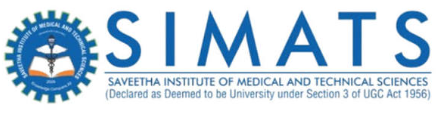 SIMATS
SAVEETHA INSTITUTE OF MEDICAL AND TECHNICAL SCIENCES
(Declared as Deemed to be University under Section 3 of UGC Act 1956)